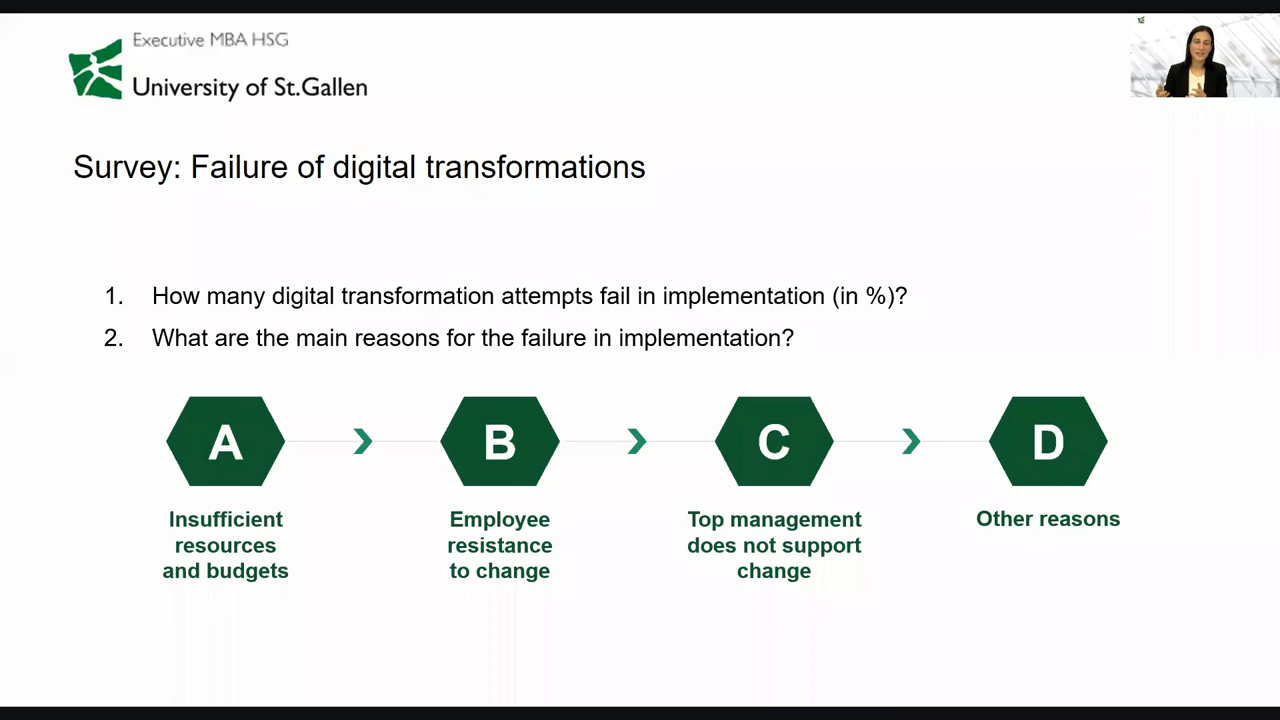 Executive MBA HSG
University of St.Gallen
Survey: Failure of digital transformations
1. How many digital transformation attempts fail in implementation (in %)?
2. What are the main reasons for the failure in implementation?
A
B
C
D
Insufficient
resources
and budgets
Employee
resistance
to change
Top management
does not support
change
Other reasons